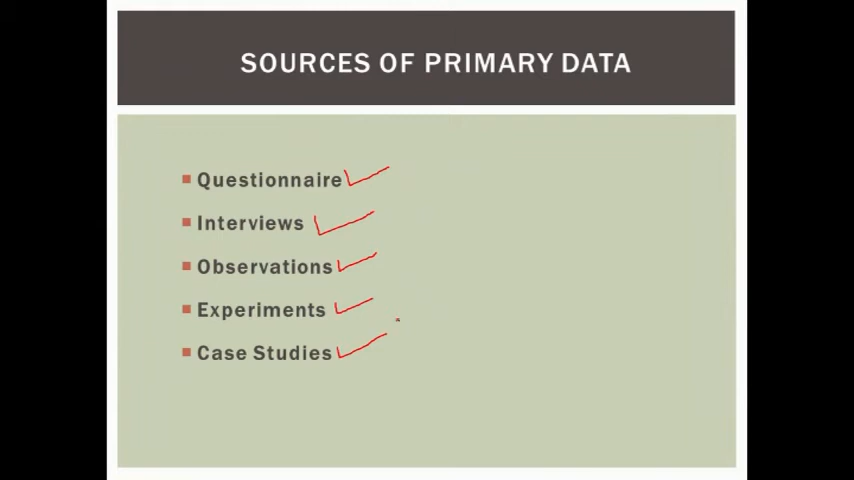 SOURCES OF PRIMARY DATA
Questionnaire
Interviews
Observations
Experiments
Case Studies